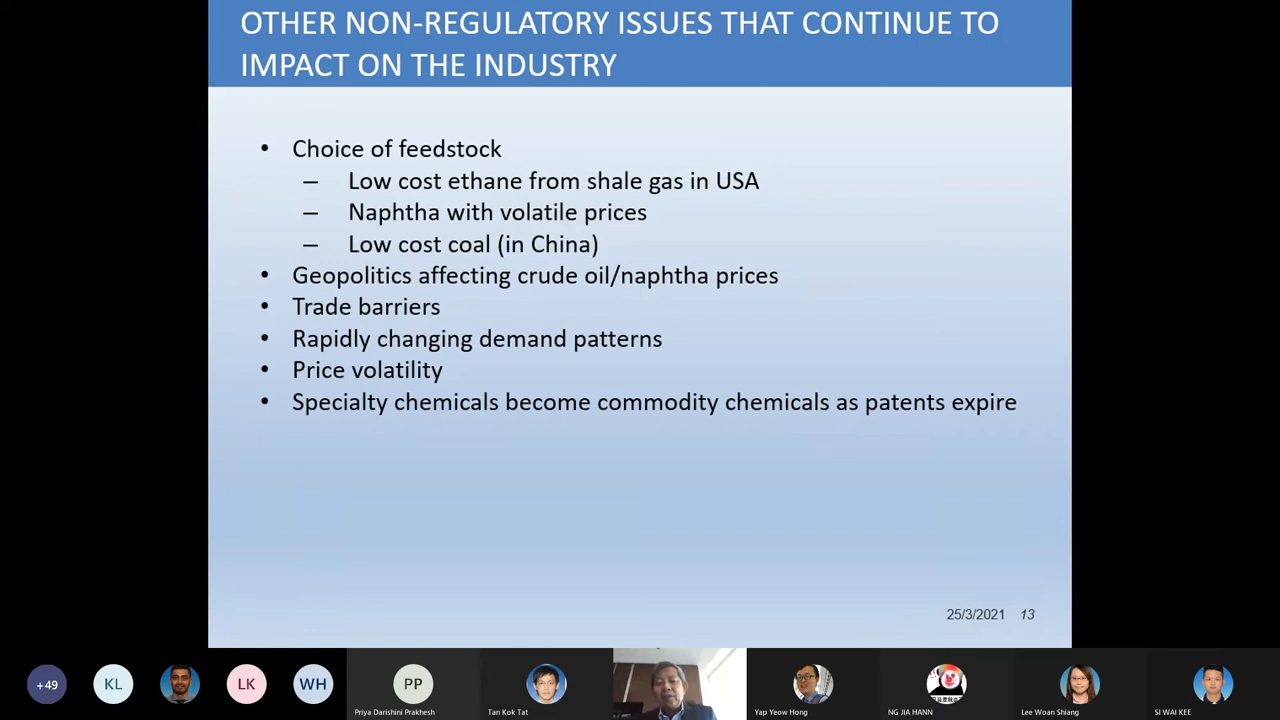 OTHER NON-REGULATORY ISSUES THAT CONTINUE TO
IMPACT ON THE INDUSTRY
• Choice of feedstock
– Low cost ethane from shale gas in USA
– Naphtha with volatile prices
– Low cost coal (in China)
• Geopolitics affecting crude oil/naphtha prices
• Trade barriers
• Rapidly changing demand patterns
• Price volatility
• Specialty chemicals become commodity chemicals as patents expire
25/3/2021 13
+49
KL
LK
WH
PP
Priya Darishini Prakhesh
Tan Kok Tat
Yap Yeow Hong
NG JIA HANN
Lee Woan Shiang
SI WAI KEE